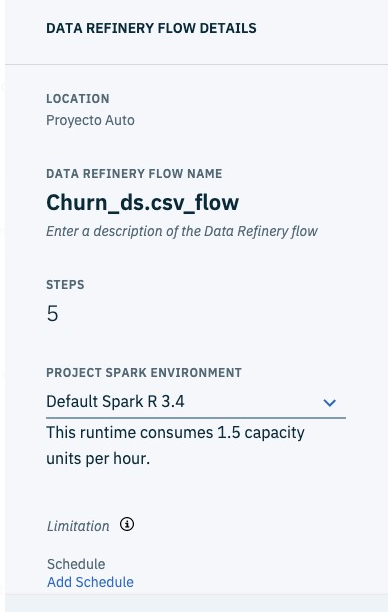 DATA REFINERY FLOW DETAILS
LOCATION
Proyecto Auto
DATA REFINERY FLOW NAME
Churn_ds.csv_flow
Enter a description of the Data Refinery flow
STEPS
5
PROJECT SPARK ENVIRONMENT
Default Spark R 3.4
This runtime consumes 1.5 capacity
units per hour.
Limitation
Schedule
Add Schedule